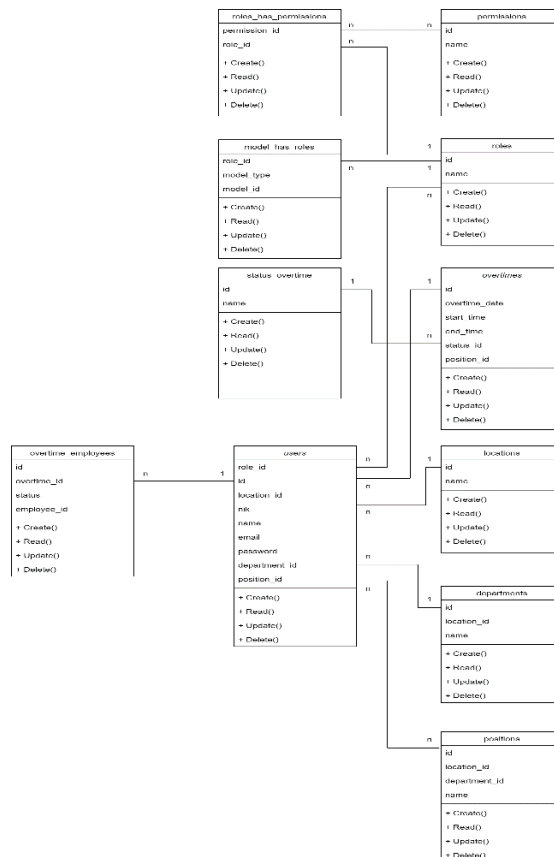 roles_has_permissions
permission_id
role_id
+ Create()
+ Read()
+ Update()
+ Delete()
n
n
n
permissions
id
name
+ Create()
+ Read()
+ Update()
+ Delete()
model_has_roles
role_id
model_type
model_id
+ Create()
+ Read()
+ Update()
+ Delete()
n
1
1
n
roles
id
name
+ Create()
+ Read()
+ Update()
+ Delete()
status_overtime
id
name
+ Create()
+ Read()
+ Update()
+ Delete()
1
n
1
overtimes
id
overtime_date
start_time
end_time
status_id
position_id
+ Create()
+ Read()
+ Update()
+ Delete()
overtime_employees
id
overtime_id
status
employee_id
+ Create()
+ Read()
+ Update()
+ Delete()
n
1
users
role_id
id
location_id
nik
name
email
password
department_id
position_id
+ Create()
+ Read()
+ Update()
+ Delete()
n
n
n
n
n
1
locations
id
name
+ Create()
+ Read()
+ Update()
+ Delete()
1
departments
id
location_id
name
+ Create()
+ Read()
+ Update()
+ Delete()
n
positions
id
location_id
department_id
name
+ Create()
+ Read()
+ Update()
+ Delete()